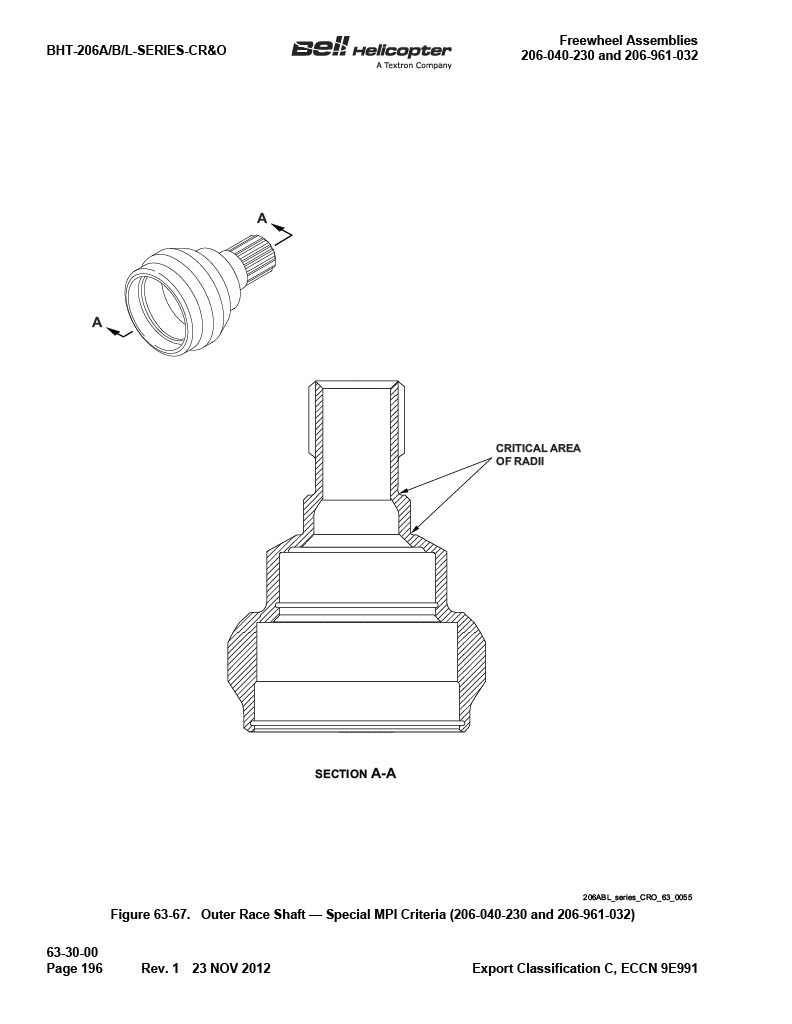 BHT-206A/B/L-SERIES-CR&O
Bell Helicopter
A Textron Company
Freewheel Assemblies
206-040-230 and 206-961-032
A
A
CRITICAL AREA
OF RADII
SECTION A-A
206ABL_series_CRO_63_0055
Figure 63-67. Outer Race Shaft — Special MPI Criteria (206-040-230 and 206-961-032)
63-30-00
Page 196 Rev. 1 23 NOV 2012 Export Classification C, ECCN 9E991